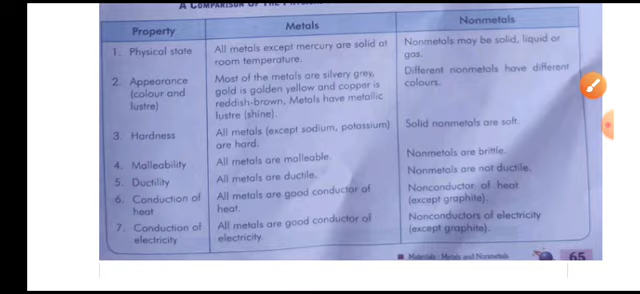 A COMPARISON OF THE
Property Metals Nonmetals
1. Physical state All metals except mercury are solid at Nonmetals may be solid, liquid or
room temperature. gas.
2. Appearance Most of the metals are silvery grey, Different nonmetals have different
(colour and gold is golden yellow and copper is colours.
lustre) reddish-brown, Metals have metallic
lustre (shine).
3. Hardness All metals (except sodium, potassium) Solid nonmetals are soft.
are hard.
4. Malleability All metals are malleable. Nonmetals are brittle.
5. Ductility All metals are ductile. Nonmetals are not ductile.
6. Conduction of All metals are good conductor of Nonconductor of heat
heat heat. (except graphite).
7. Conduction of All metals are good conductor of Nonconductors of electricity
electricity electricity. (except graphite).
Materials : Metals and Nonmetals 65